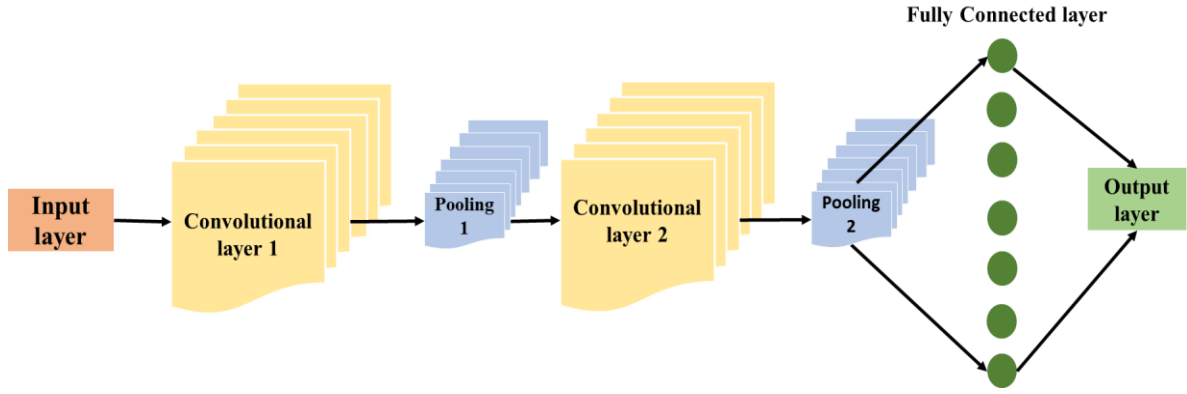 Fully Connected layer
Input
layer
Convolutional
layer 1
Pooling
1
Convolutional
layer 2
Pooling
2
Output
layer